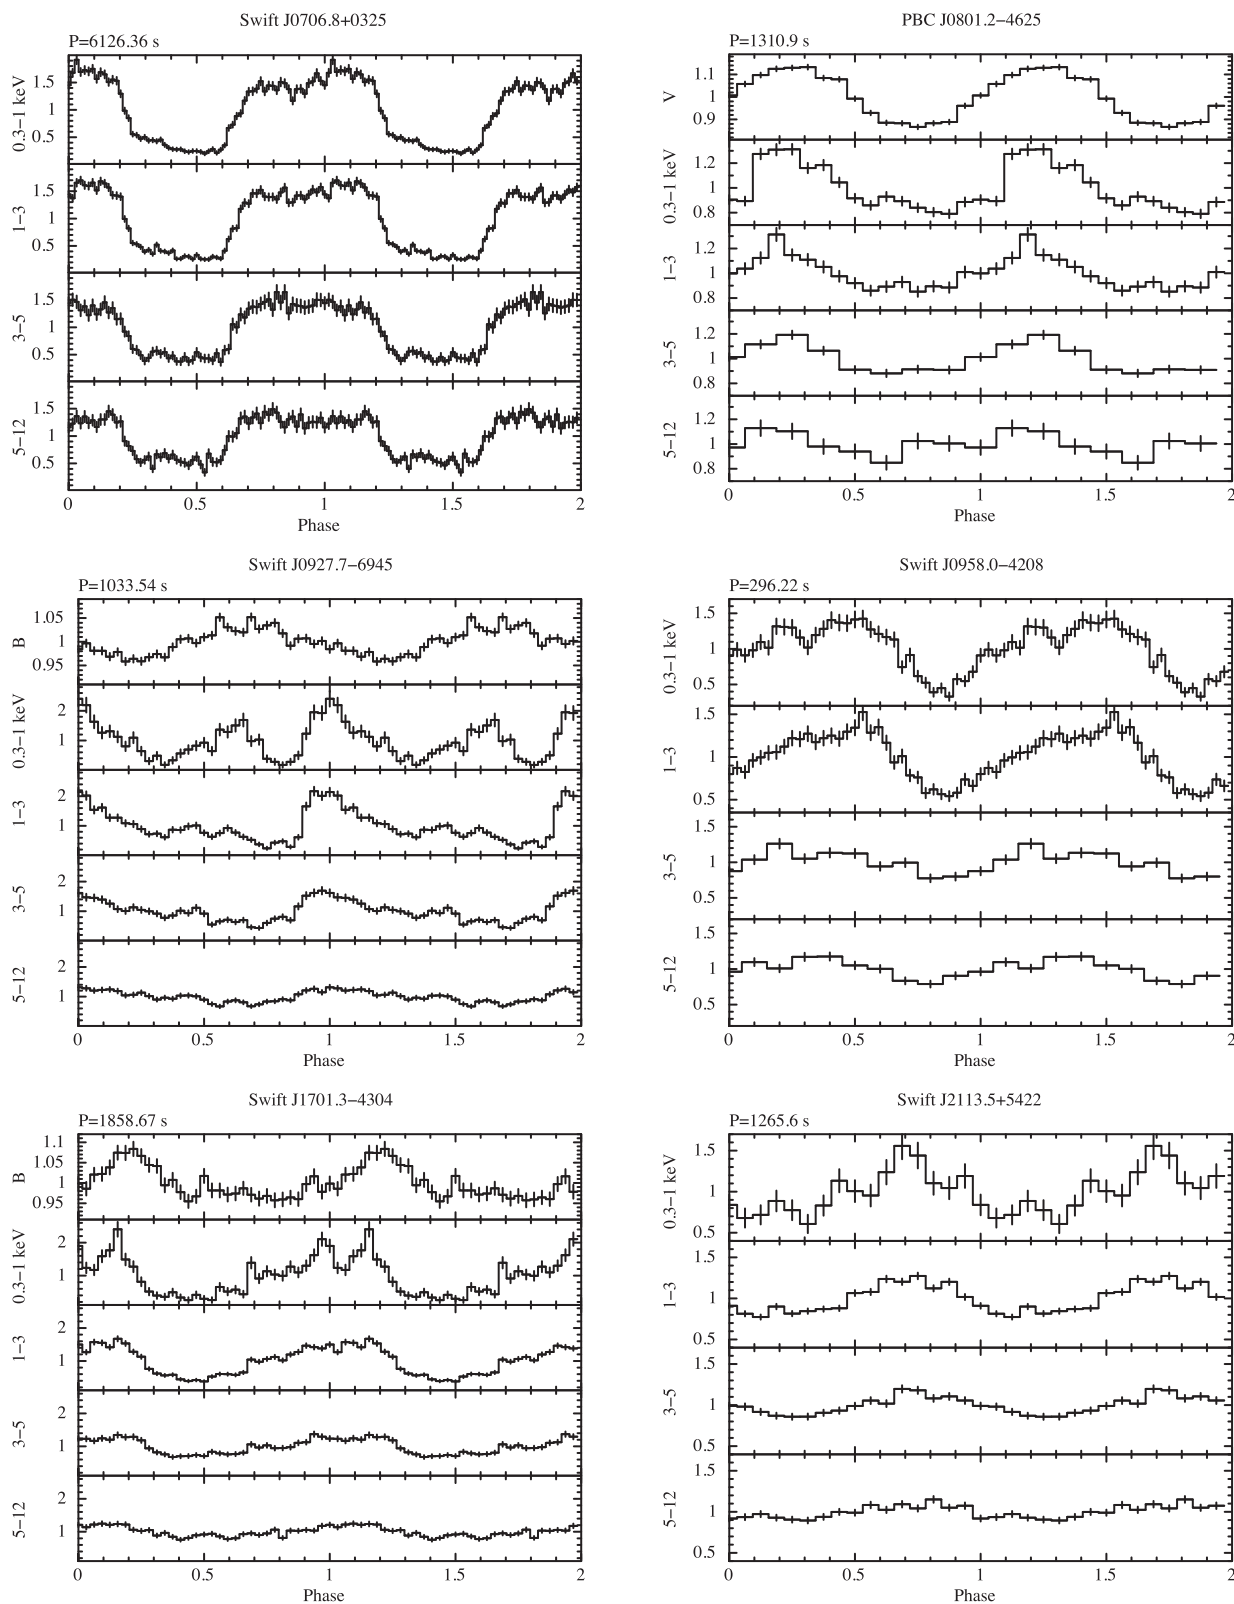 Swift J0706.8+0325
P=6126.36 s
0.3−1 keV
1.5
1
0.5
1−3
1.5
1
0.5
3−5
1.5
1
0.5
5−12
1.5
1
0.5
0 0.5 1 1.5 2
Phase
PBC J0801.2−4625
P=1310.9 s
V
1.1
1
0.9
0.3−1 keV
1.2
1
0.8
1−3
1.2
1
0.8
3−5
1.2
1
0.8
5−12
1.2
1
0.8
0 0.5 1 1.5 2
Phase
Swift J0927.7−6945
P=1033.54 s
B
1.05
1
0.95
0.3−1 keV
2
1
1−3
2
1
3−5
2
1
5−12
2
1
0 0.5 1 1.5 2
Phase
Swift J0958.0−4208
P=296.22 s
0.3−1 keV
1.5
1
0.5
1−3
1.5
1
0.5
3−5
1.5
1
0.5
5−12
1.5
1
0.5
0 0.5 1 1.5 2
Phase
Swift J1701.3−4304
P=1858.67 s
B
1.1
1.05
1
0.95
0.3−1 keV
2
1
1−3
2
1
3−5
2
1
5−12
2
1
0 0.5 1 1.5 2
Phase
Swift J2113.5+5422
P=1265.6 s
0.3−1 keV
1.5
1
0.5
1−3
1.5
1
0.5
3−5
1.5
1
0.5
5−12
1.5
1
0.5
0 0.5 1 1.5 2
Phase